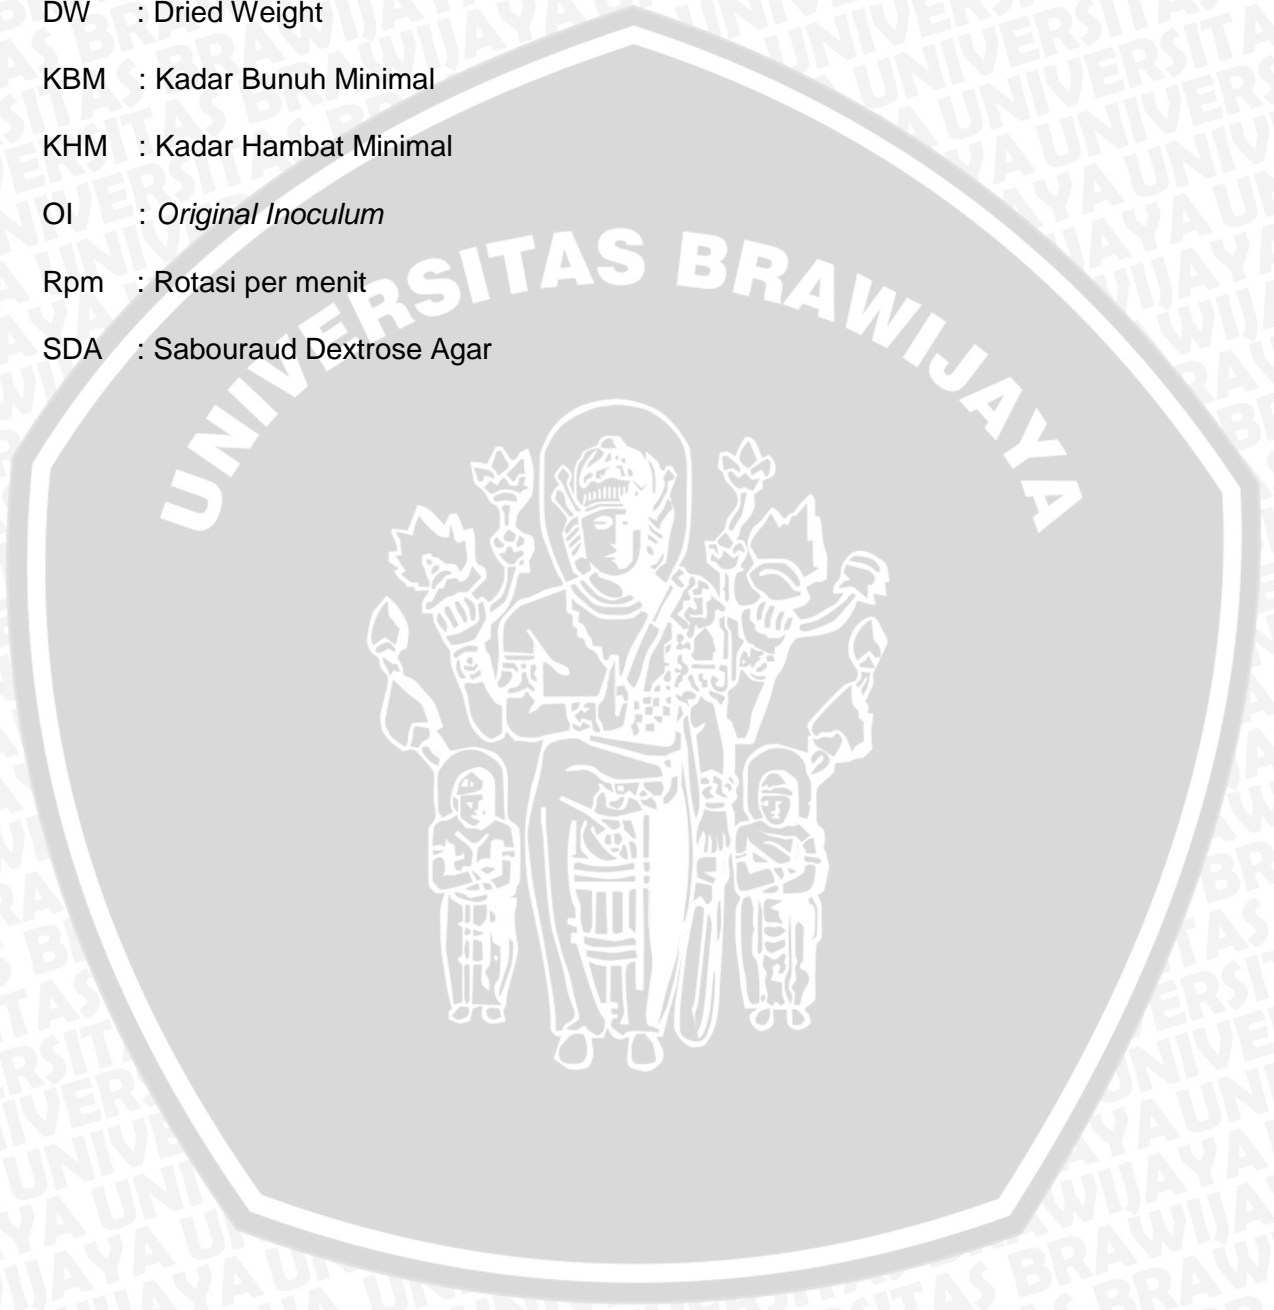 DW : Dried Weight
KBM : Kadar Bunuh Minimal
KHM : Kadar Hambat Minimal
OI : Original Inoculum
Rpm : Rotasi per menit
SDA : Sabouraud Dextrose Agar
UNIVERSITAS BRAWIJAYA